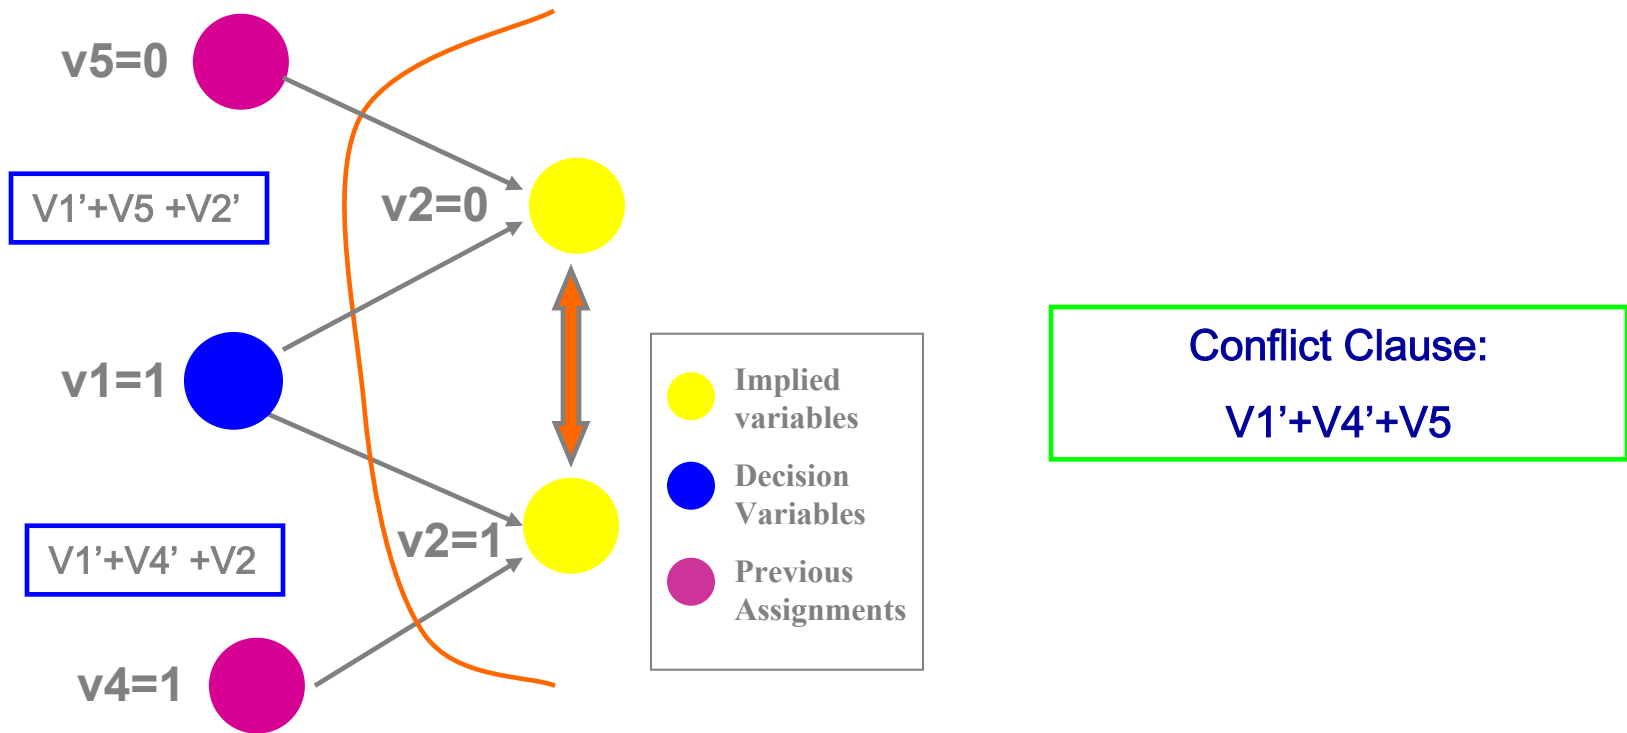 v5=0
V1’+V5 +V2’
v2=0
v1=1
v2=1
V1’+V4’ +V2
v4=1
Implied
variables
Decision
Variables
Previous
Assignments
Conflict Clause:
V1’+V4’+V5